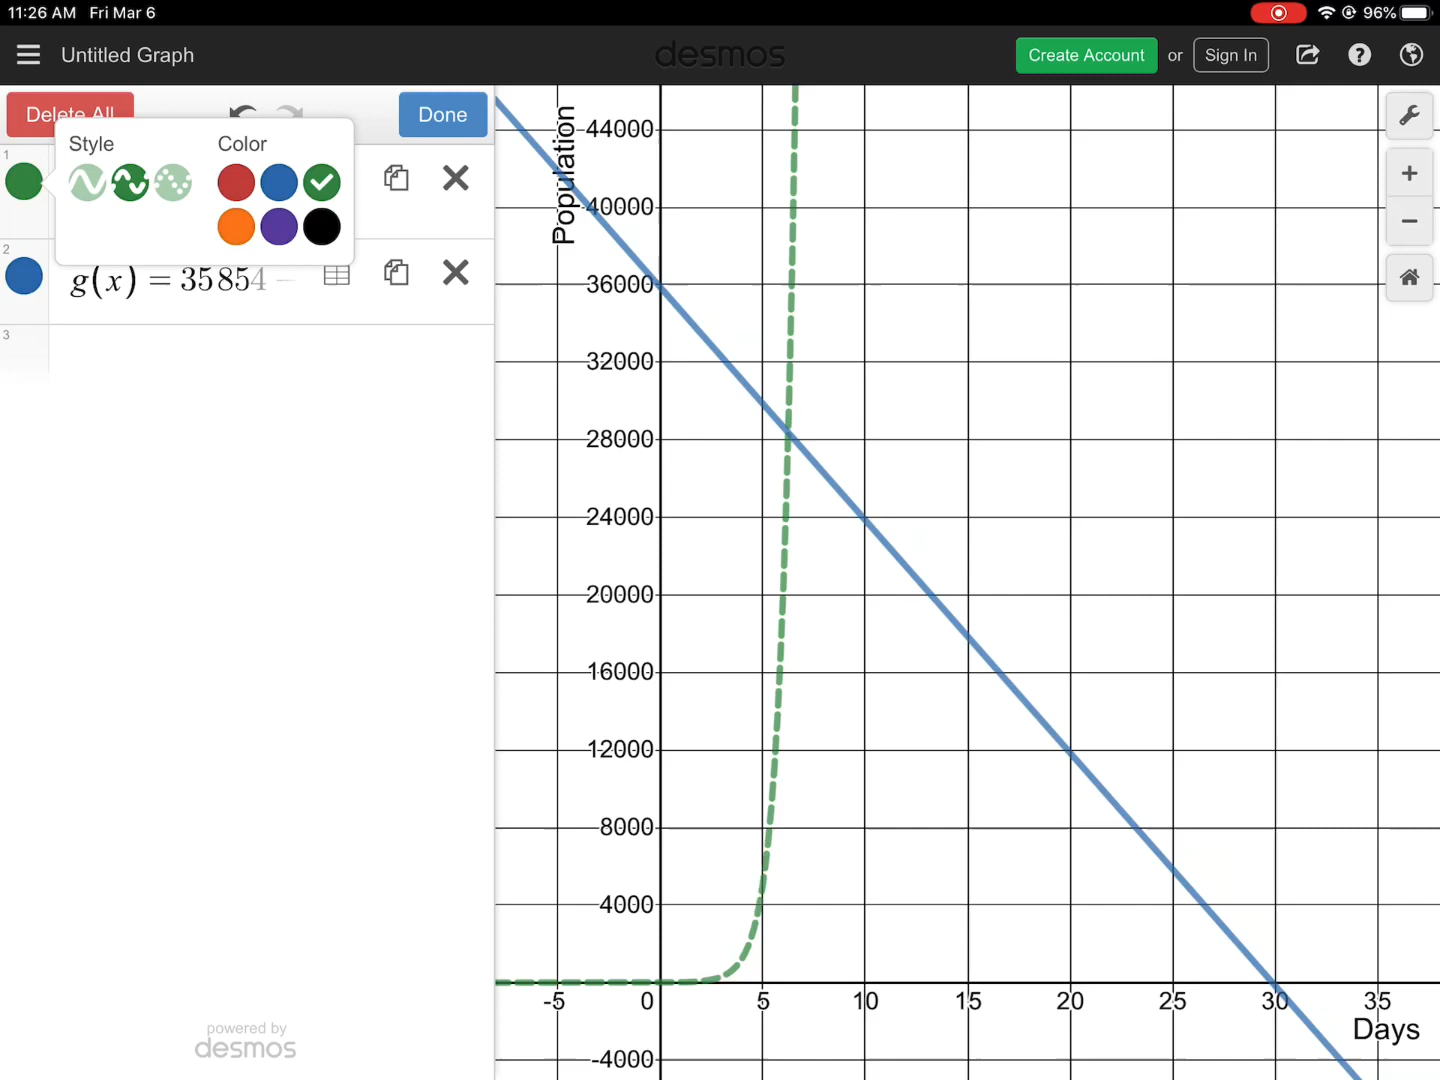 11:26 AM Fri Mar 6 96%
Untitled Graph desmos Create Account or Sign In
Delete All Done
Style Color
1
2
g(x) = 35854 –
3
powered by
desmos
Population
44000
40000
36000
32000
28000
24000
20000
16000
12000
8000
4000
-5 0 5 10 15 20 25 30 35
Days
-4000